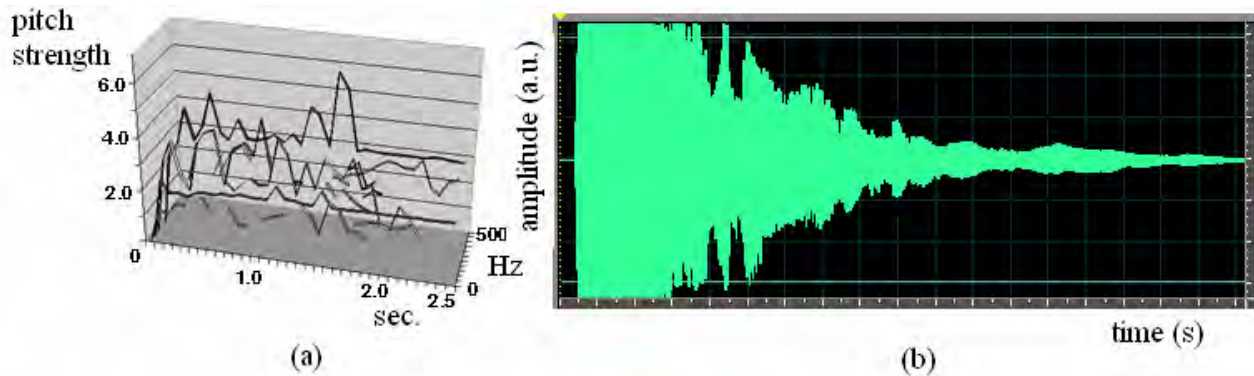 pitch
strength
6.0
4.0
2.0
0
1.0
2.0
2.5
0
500
Hz
sec.
(a)
amplitude (a.u.)
time (s)
(b)